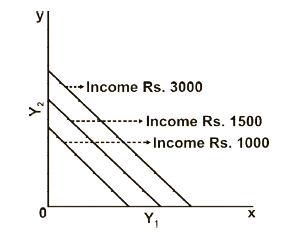 y
Income Rs. 3000
Y2
Income Rs. 1500
Income Rs. 1000
0
Y1
x